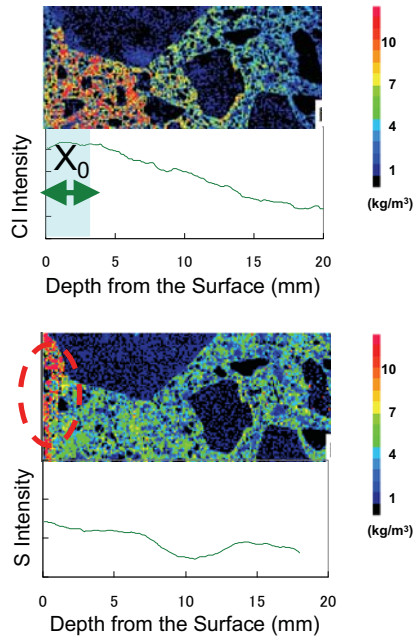 10
7
4
1
(kg/m³)
X₀
Cl Intensity
0 5 10 15 20
Depth from the Surface (mm)
10
7
4
1
(kg/m³)
S Intensity
0 5 10 15 20
Depth from the Surface (mm)